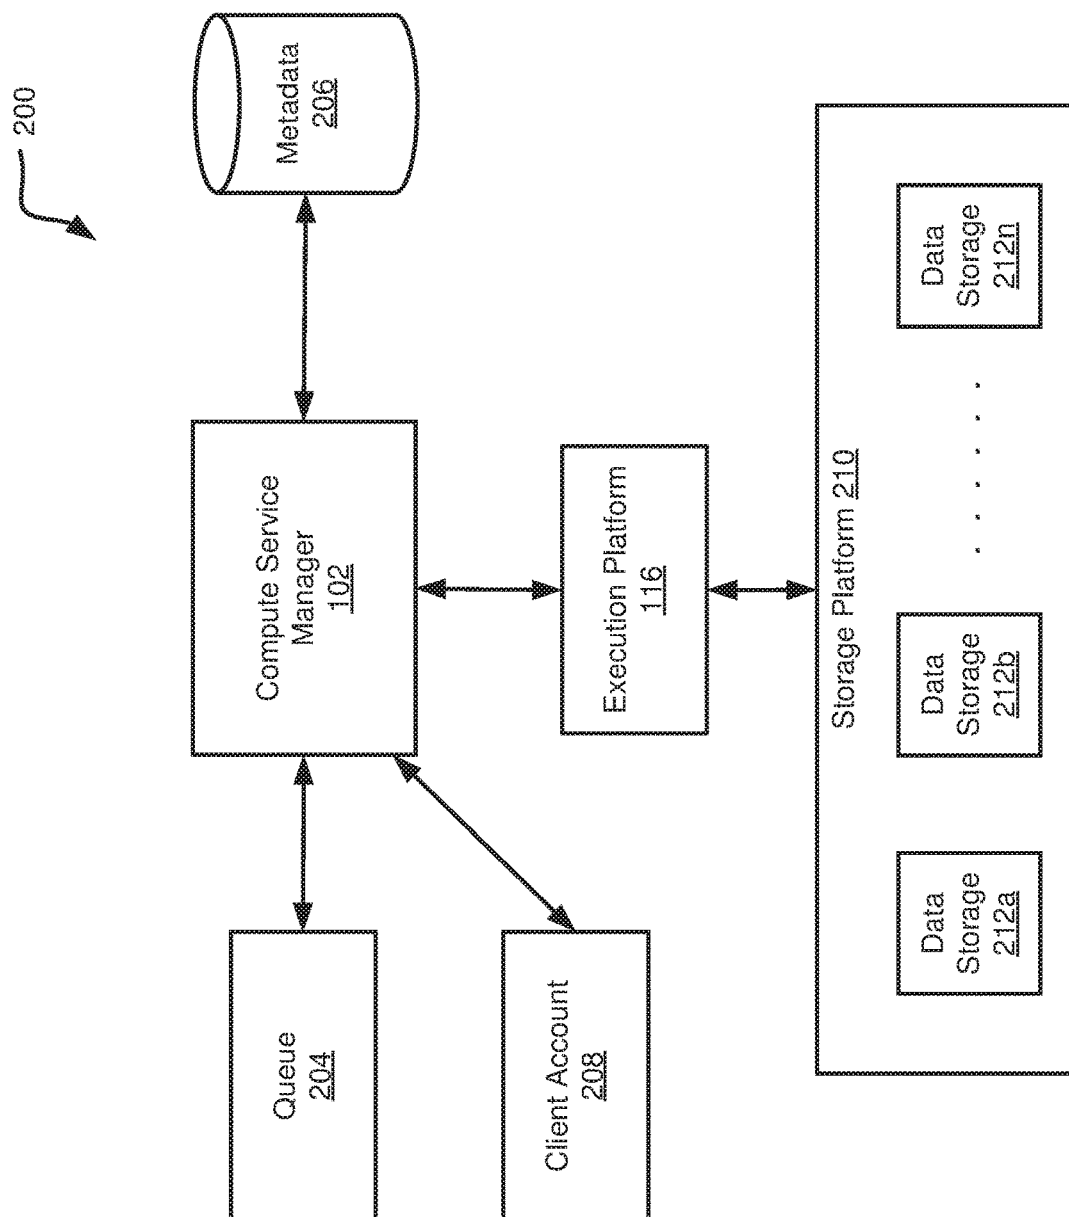 200
Queue
204
Compute Service
Manager
102
Metadata
206
Client Account
208
Execution Platform
116
Storage Platform 210
Data
Storage
212a
Data
Storage
212b
. . . . . .
Data
Storage
212n